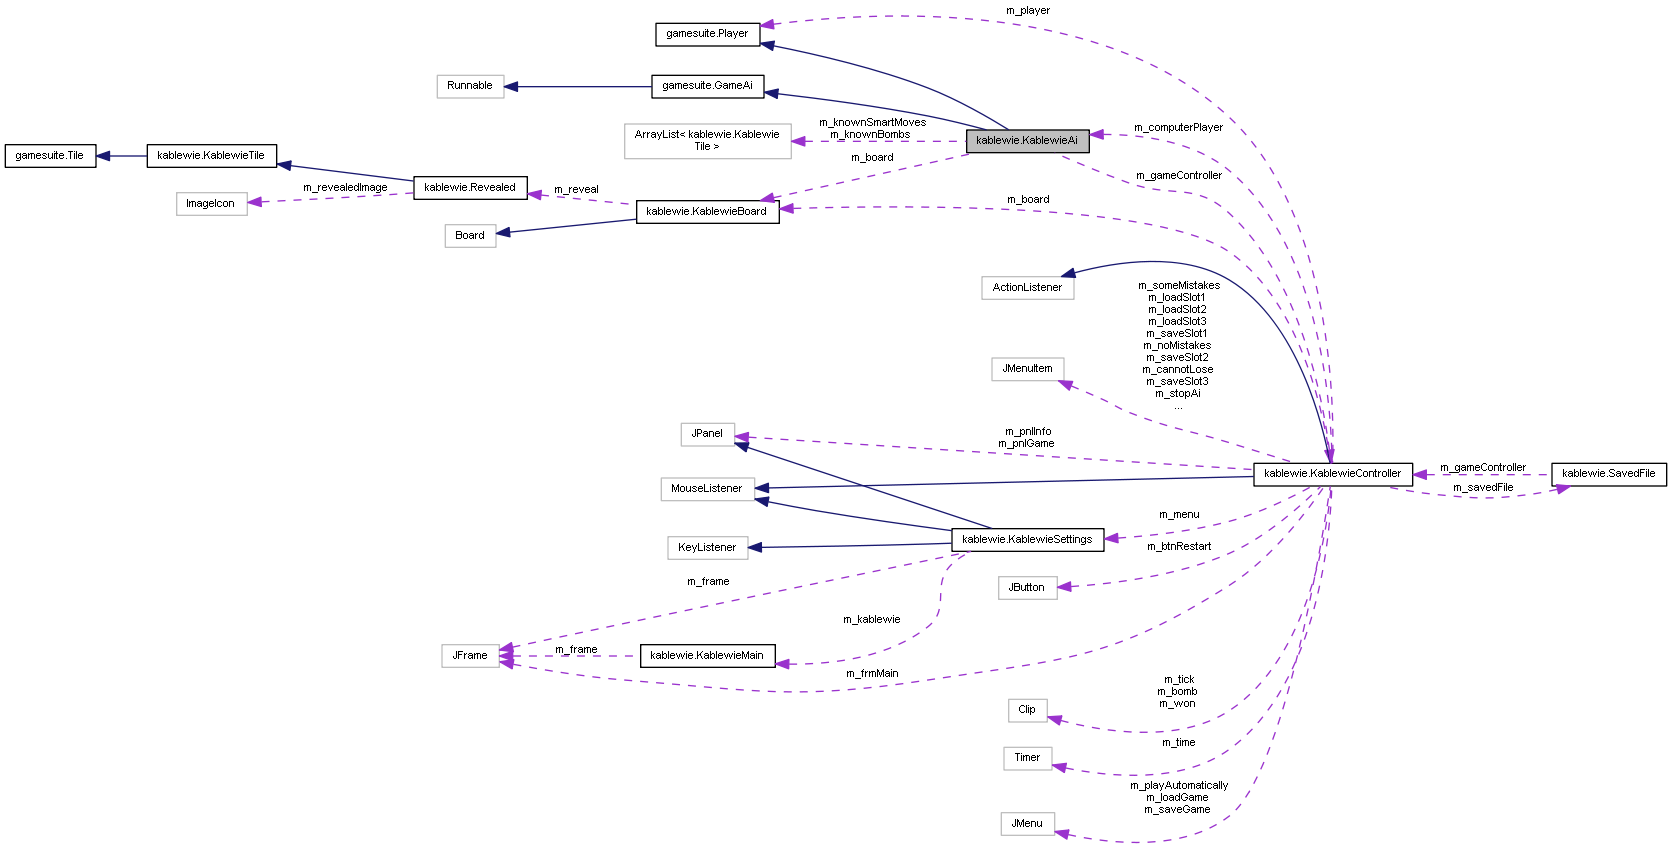 m_player
gamesuite.Player
Runnable
gamesuite.GameAi
ArrayList< kablewie.Kablewie
Tile >
m_knownSmartMoves
m_knownBombs
kablewie.KablewieAi
m_computerPlayer
gamesuite.Tile
kablewie.KablewieTile
m_board
m_gameController
kablewie.Revealed
m_revealedImage
m_reveal
ImageIcon
kablewie.KablewieBoard
m_board
Board
ActionListener
m_someMistakes
m_loadSlot1
m_loadSlot2
m_loadSlot3
m_saveSlot1
m_noMistakes
m_saveSlot2
m_cannotLose
m_saveSlot3
m_stopAi
...
JMenuItem
JPanel
m_pnlInfo
m_pnlGame
kablewie.KablewieController
m_gameController
kablewie.SavedFile
m_savedFile
MouseListener
m_menu
KeyListener
kablewie.KablewieSettings
m_btnRestart
JButton
m_frame
m_kablewie
JFrame
m_frame
kablewie.KablewieMain
m_frmMain
m_tick
m_bomb
m_won
Clip
m_time
Timer
m_playAutomatically
m_loadGame
m_saveGame
JMenu